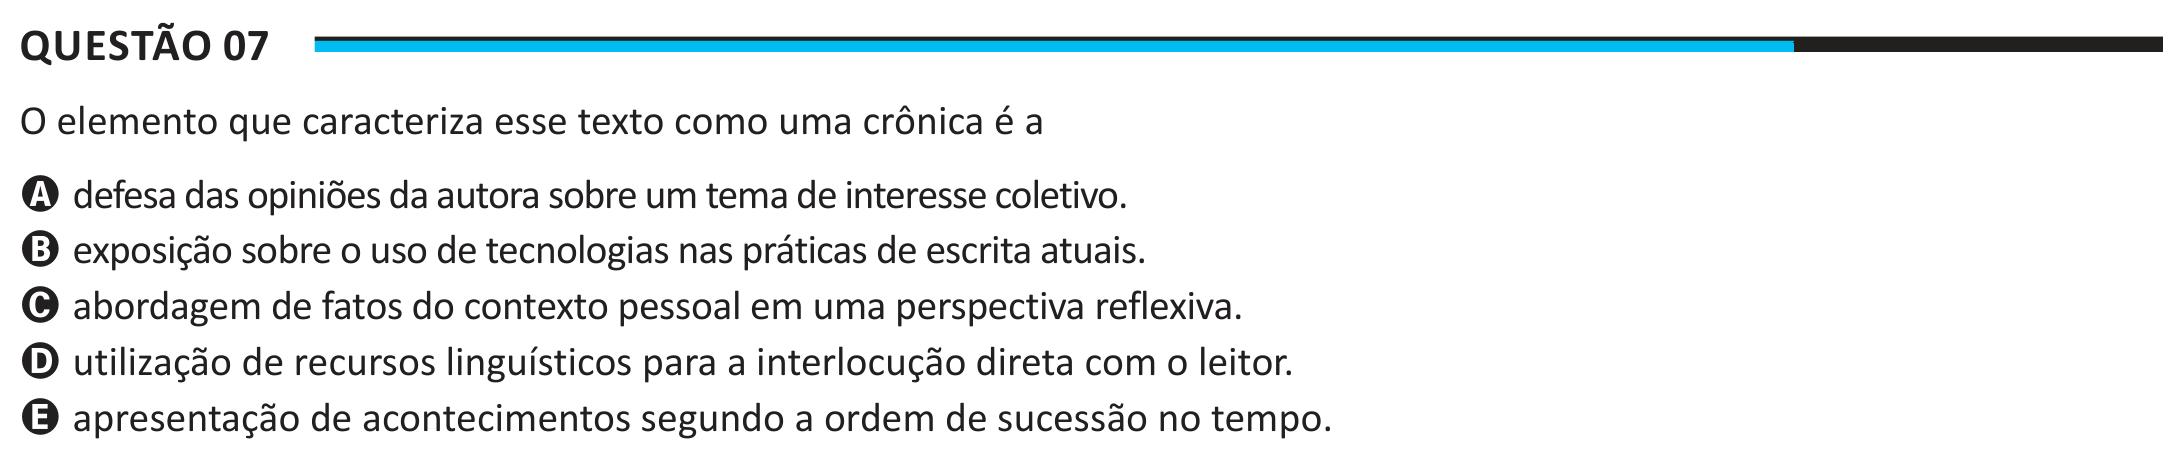 QUESTÃO 07
O elemento que caracteriza esse texto como uma crônica é a
A defesa das opiniões da autora sobre um tema de interesse coletivo.
B exposição sobre o uso de tecnologias nas práticas de escrita atuais.
C abordagem de fatos do contexto pessoal em uma perspectiva reflexiva.
D utilização de recursos linguísticos para a interlocução direta com o leitor.
E apresentação de acontecimentos segundo a ordem de sucessão no tempo.